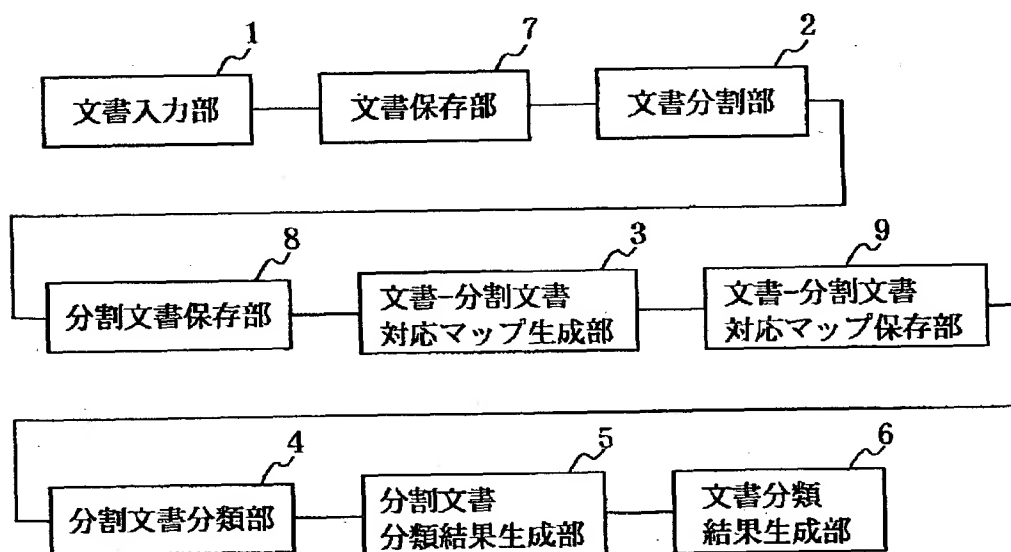 1
文書入力部
7
文書保存部
2
文書分割部
8
分割文書保存部
3
文書-分割文書
対応マップ生成部
9
文書-分割文書
対応マップ保存部
4
分割文書分類部
5
分割文書
分類結果生成部
6
文書分類
結果生成部